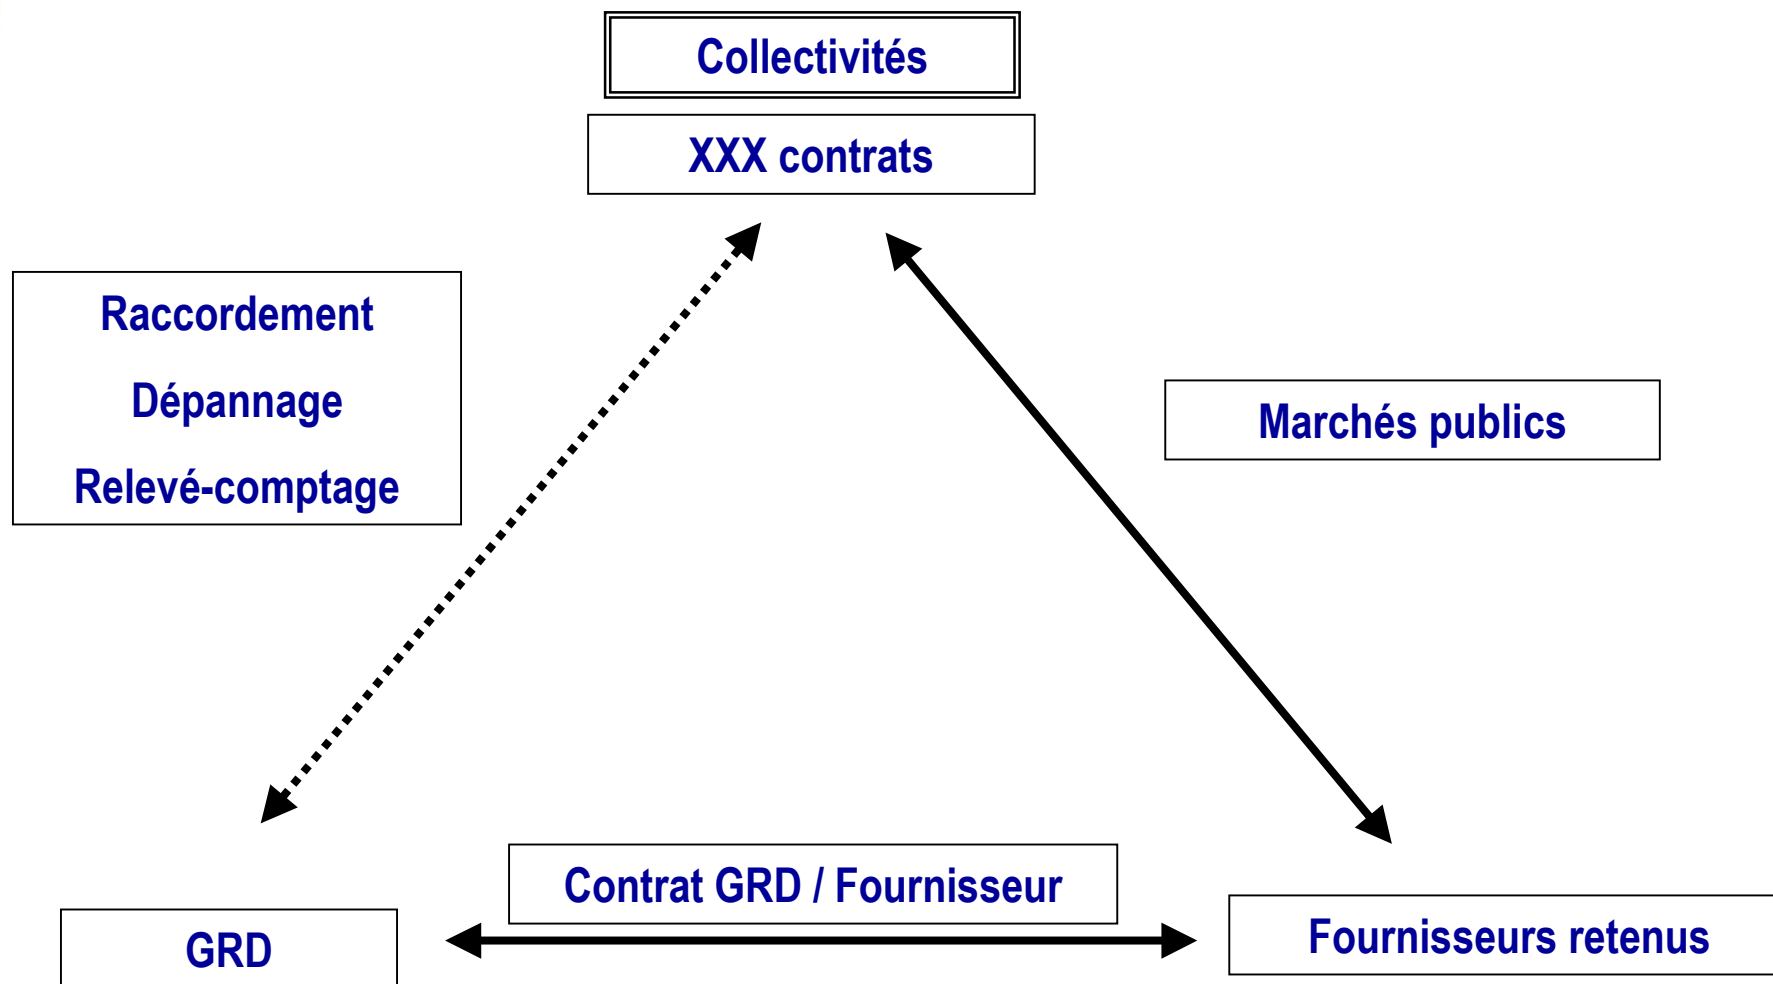 Collectivités
XXX contrats
Raccordement
Dépannage
Relevé-comptage
Marchés publics
Contrat GRD / Fournisseur
GRD
Fournisseurs retenus